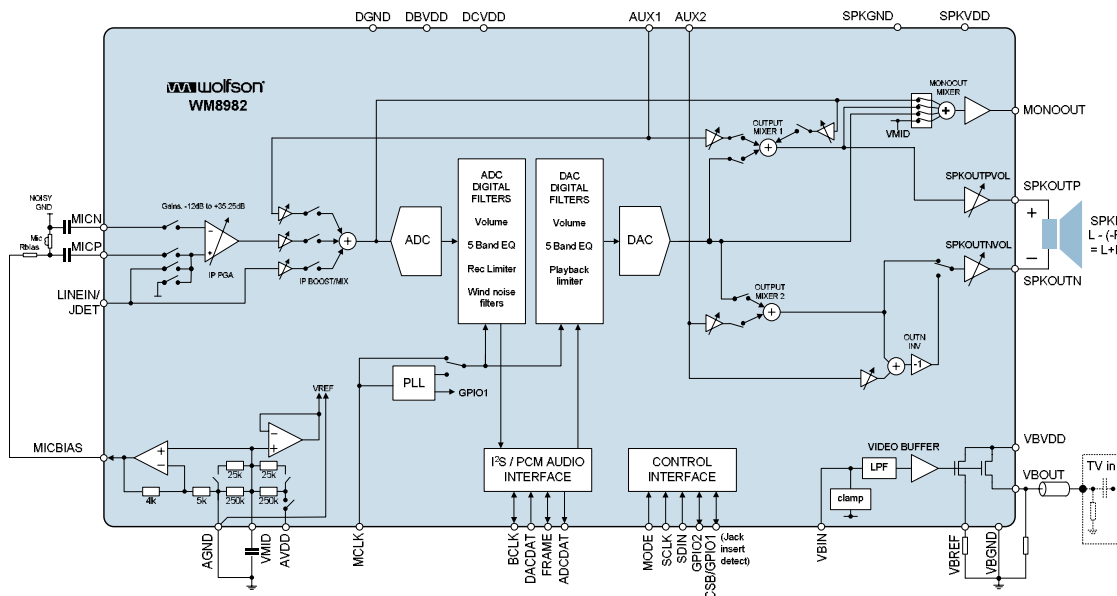 DGND
DBVDD
DCVDD
AUX1
AUX2
SPKGND
SPKVDD
wolfson
WM8982
MONOOUT
MIXER
MONOOUT
VMID
OUTPUT
MIXER 1
NOISY
GND
Mic
Rbias
MICN
MICP
LINEIN/
JDET
Gains. -12dB to +35.25dB
IP PGA
IP BOOST/MIX
ADC
ADC
DIGITAL
FILTERS
Volume
5 Band EQ
Rec Limiter
Wind noise
filters
DAC
DIGITAL
FILTERS
Volume
5 Band EQ
Playback
limiter
DAC
SPKOUTPVOL
SPKOUTP
+
−
L - (-R
= L+
SPKOUTNVOL
SPKOUTN
OUTPUT
MIXER 2
OUTN
INV
-1
PLL
GPIO1
VREF
MICBIAS
4k
5k
25k
25k
250k
250k
I²S / PCM AUDIO
INTERFACE
CONTROL
INTERFACE
VIDEO BUFFER
LPF
clamp
VBVDD
VBOUT
TV in
AGND
VMID
AVDD
MCLK
BCLK
DACDAT
FRAME
ADCDAT
MODE
SCLK
SDIN
GPIO2
CSB/GPIO1
(Jack
insert
detect)
VBIN
VBREF
VBGND